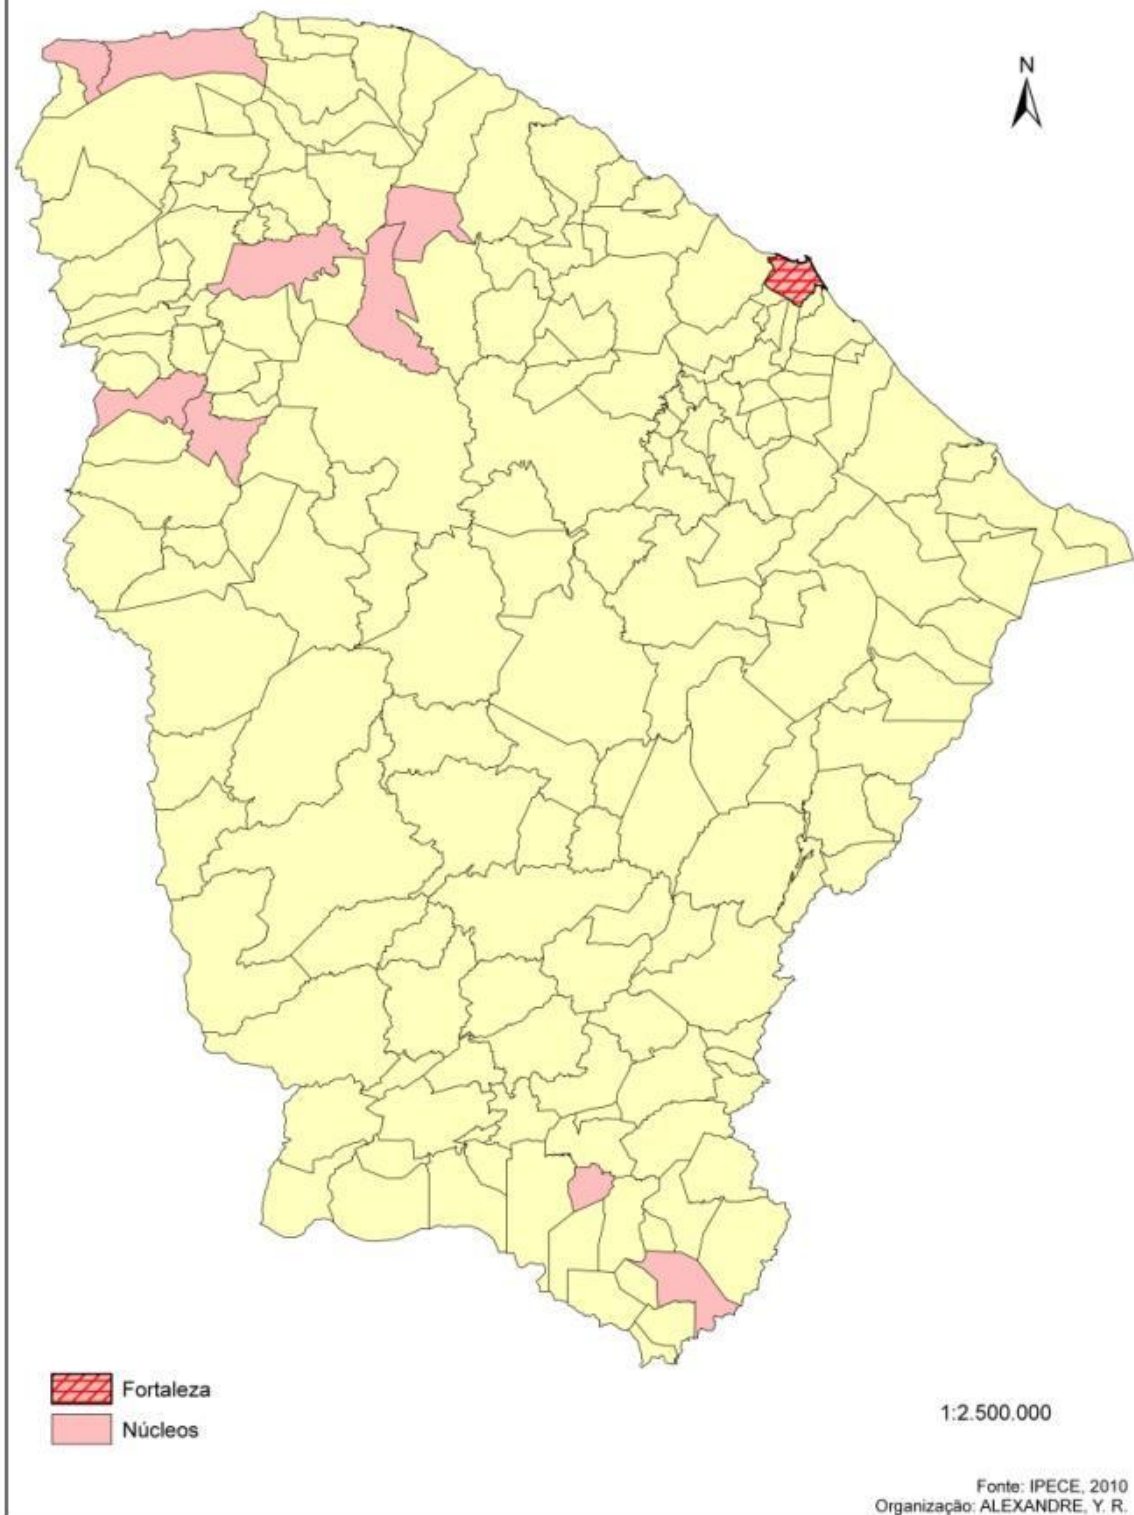 N
Fortaleza
Núcleos
1:2.500.000
Fonte: IPECE, 2010
Organização: ALEXANDRE, Y. R.